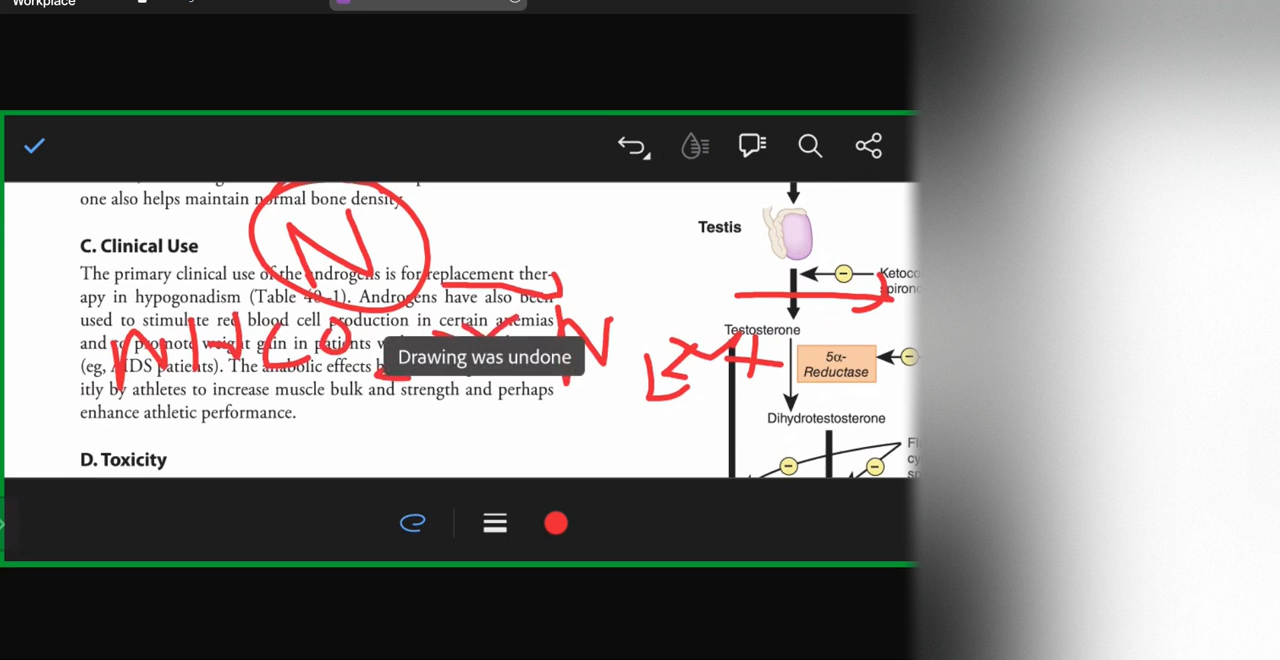 Workplace
one also helps maintain normal bone density.
C. Clinical Use
The primary clinical use of the androgens is for replacement ther-
apy in hypogonadism (Table 40–1). Androgens have also been
used to stimulate red blood cell production in certain anemias
and to promote weight gain in patients
(eg, AIDS patients). The anabolic effects
itly by athletes to increase muscle bulk and strength and perhaps
enhance athletic performance.
D. Toxicity
Drawing was undone
N
Testis
Ketoco
spirono
Testosterone
5α-
Reductase
Dihydrotestosterone